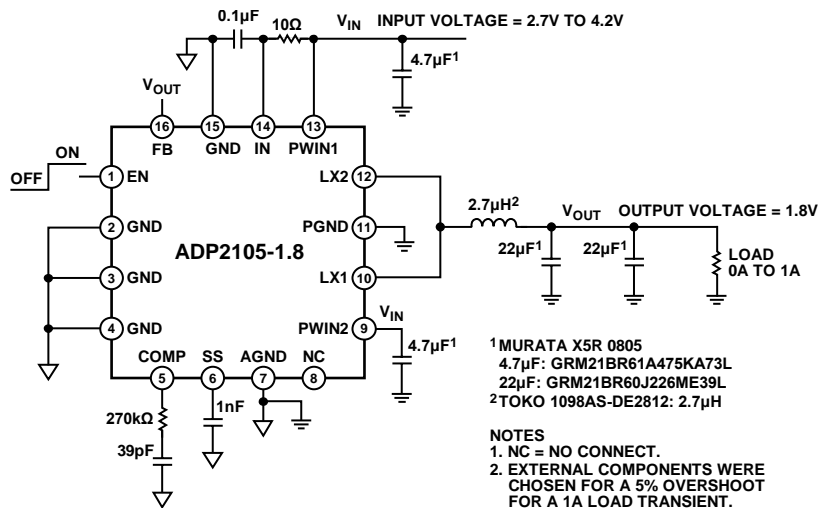 0.1µF
10Ω
VIN
INPUT VOLTAGE = 2.7V TO 4.2V
4.7µF1
VOUT
16
15
14
13
FB
GND
IN
PWIN1
ON
OFF
1
EN
LX2
12
2
GND
PGND
11
ADP2105-1.8
3
GND
LX1
10
4
GND
PWIN2
9
VIN
4.7µF1
COMP
SS
AGND
NC
5
6
7
8
270kΩ
39pF
1nF
2.7µH2
VOUT
OUTPUT VOLTAGE = 1.8V
22µF1
22µF1
LOAD
0A TO 1A
1 MURATA X5R 0805
4.7µF: GRM21BR61A475KA73L
22µF: GRM21BR60J226ME39L
2 TOKO 1098AS-DE2812: 2.7µH
NOTES
1. NC = NO CONNECT.
2. EXTERNAL COMPONENTS WERE
CHOSEN FOR A 5% OVERSHOOT
FOR A 1A LOAD TRANSIENT.